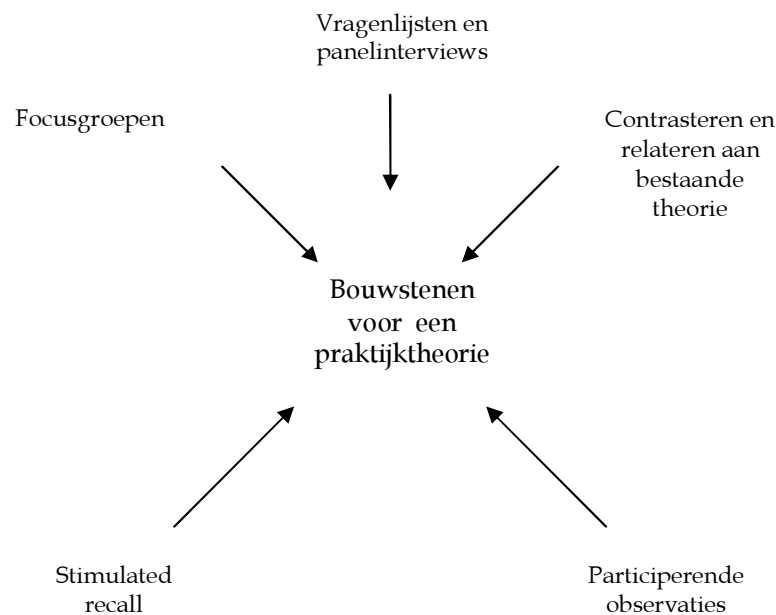 Vragenlijsten en
panelinterviews
Focusgroepen
Contrasteren en
relateren aan
bestaande
theorie
Bouwstenen
voor een
praktijktheorie
Stimulated
recall
Participerende
observaties